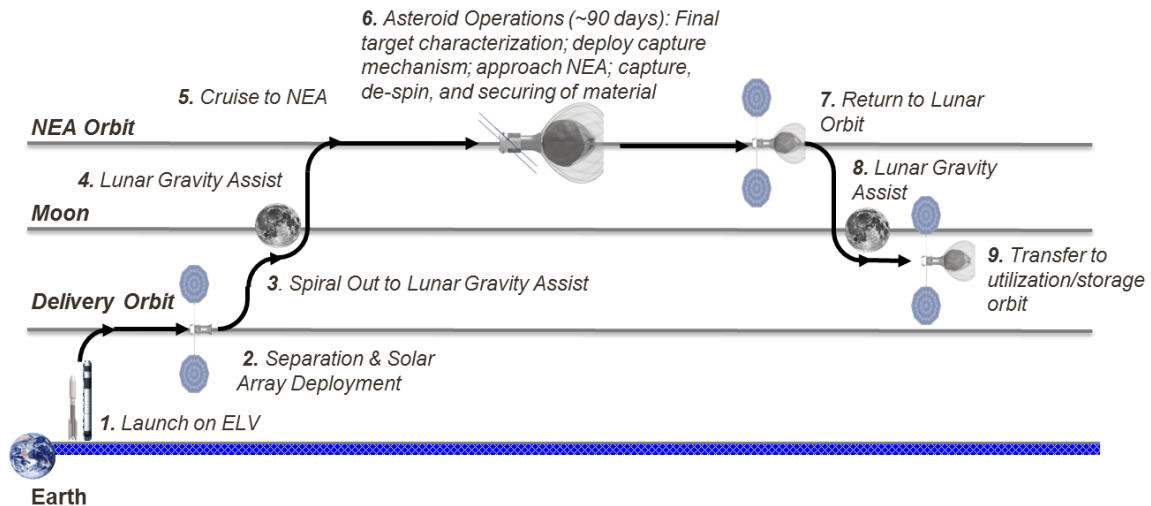 6. Asteroid Operations (~90 days): Final
target characterization; deploy capture
mechanism; approach NEA; capture,
de-spin, and securing of material
5. Cruise to NEA
7. Return to Lunar
Orbit
NEA Orbit
4. Lunar Gravity Assist
8. Lunar Gravity
Assist
Moon
9. Transfer to
utilization/storage
orbit
3. Spiral Out to Lunar Gravity Assist
Delivery Orbit
2. Separation & Solar
Array Deployment
1. Launch on ELV
Earth